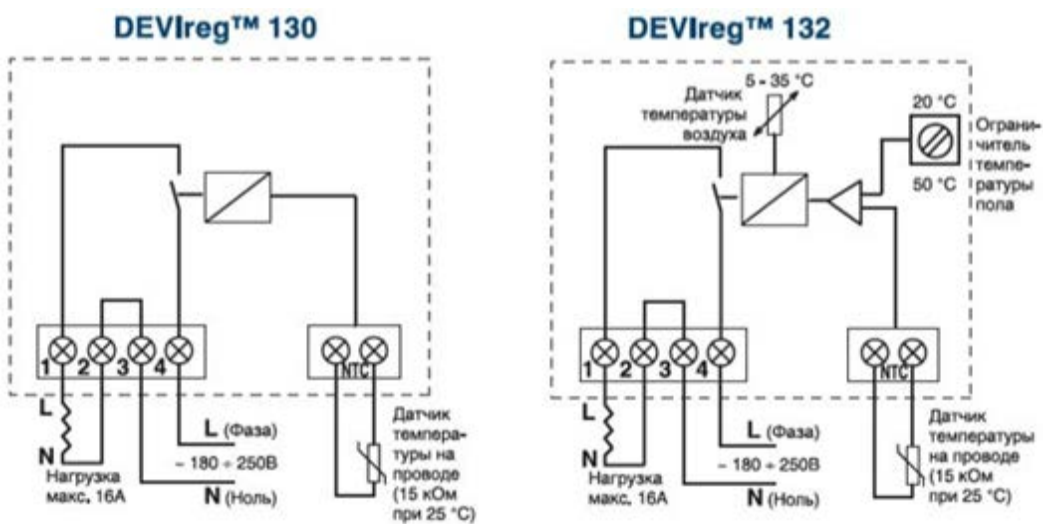 DEVIreg™ 130
1 2 3 4
NTC
L
N
Нагрузка
макс. 16А
L (Фаза)
~ 180 ÷ 250В
N (Ноль)
Датчик
темпера-
туры на
проводе
(15 кОм
при 25 °C)
DEVIreg™ 132
5 - 35 °C
Датчик
температуры
воздуха
20 °C
50 °C
Ограни-
читель
темпе-
ратуры
пола
1 2 3 4
NTC
L
N
Нагрузка
макс. 16А
L (Фаза)
~ 180 ÷ 250В
N (Ноль)
Датчик
температуры
на проводе
(15 кОм
при 25 °C)